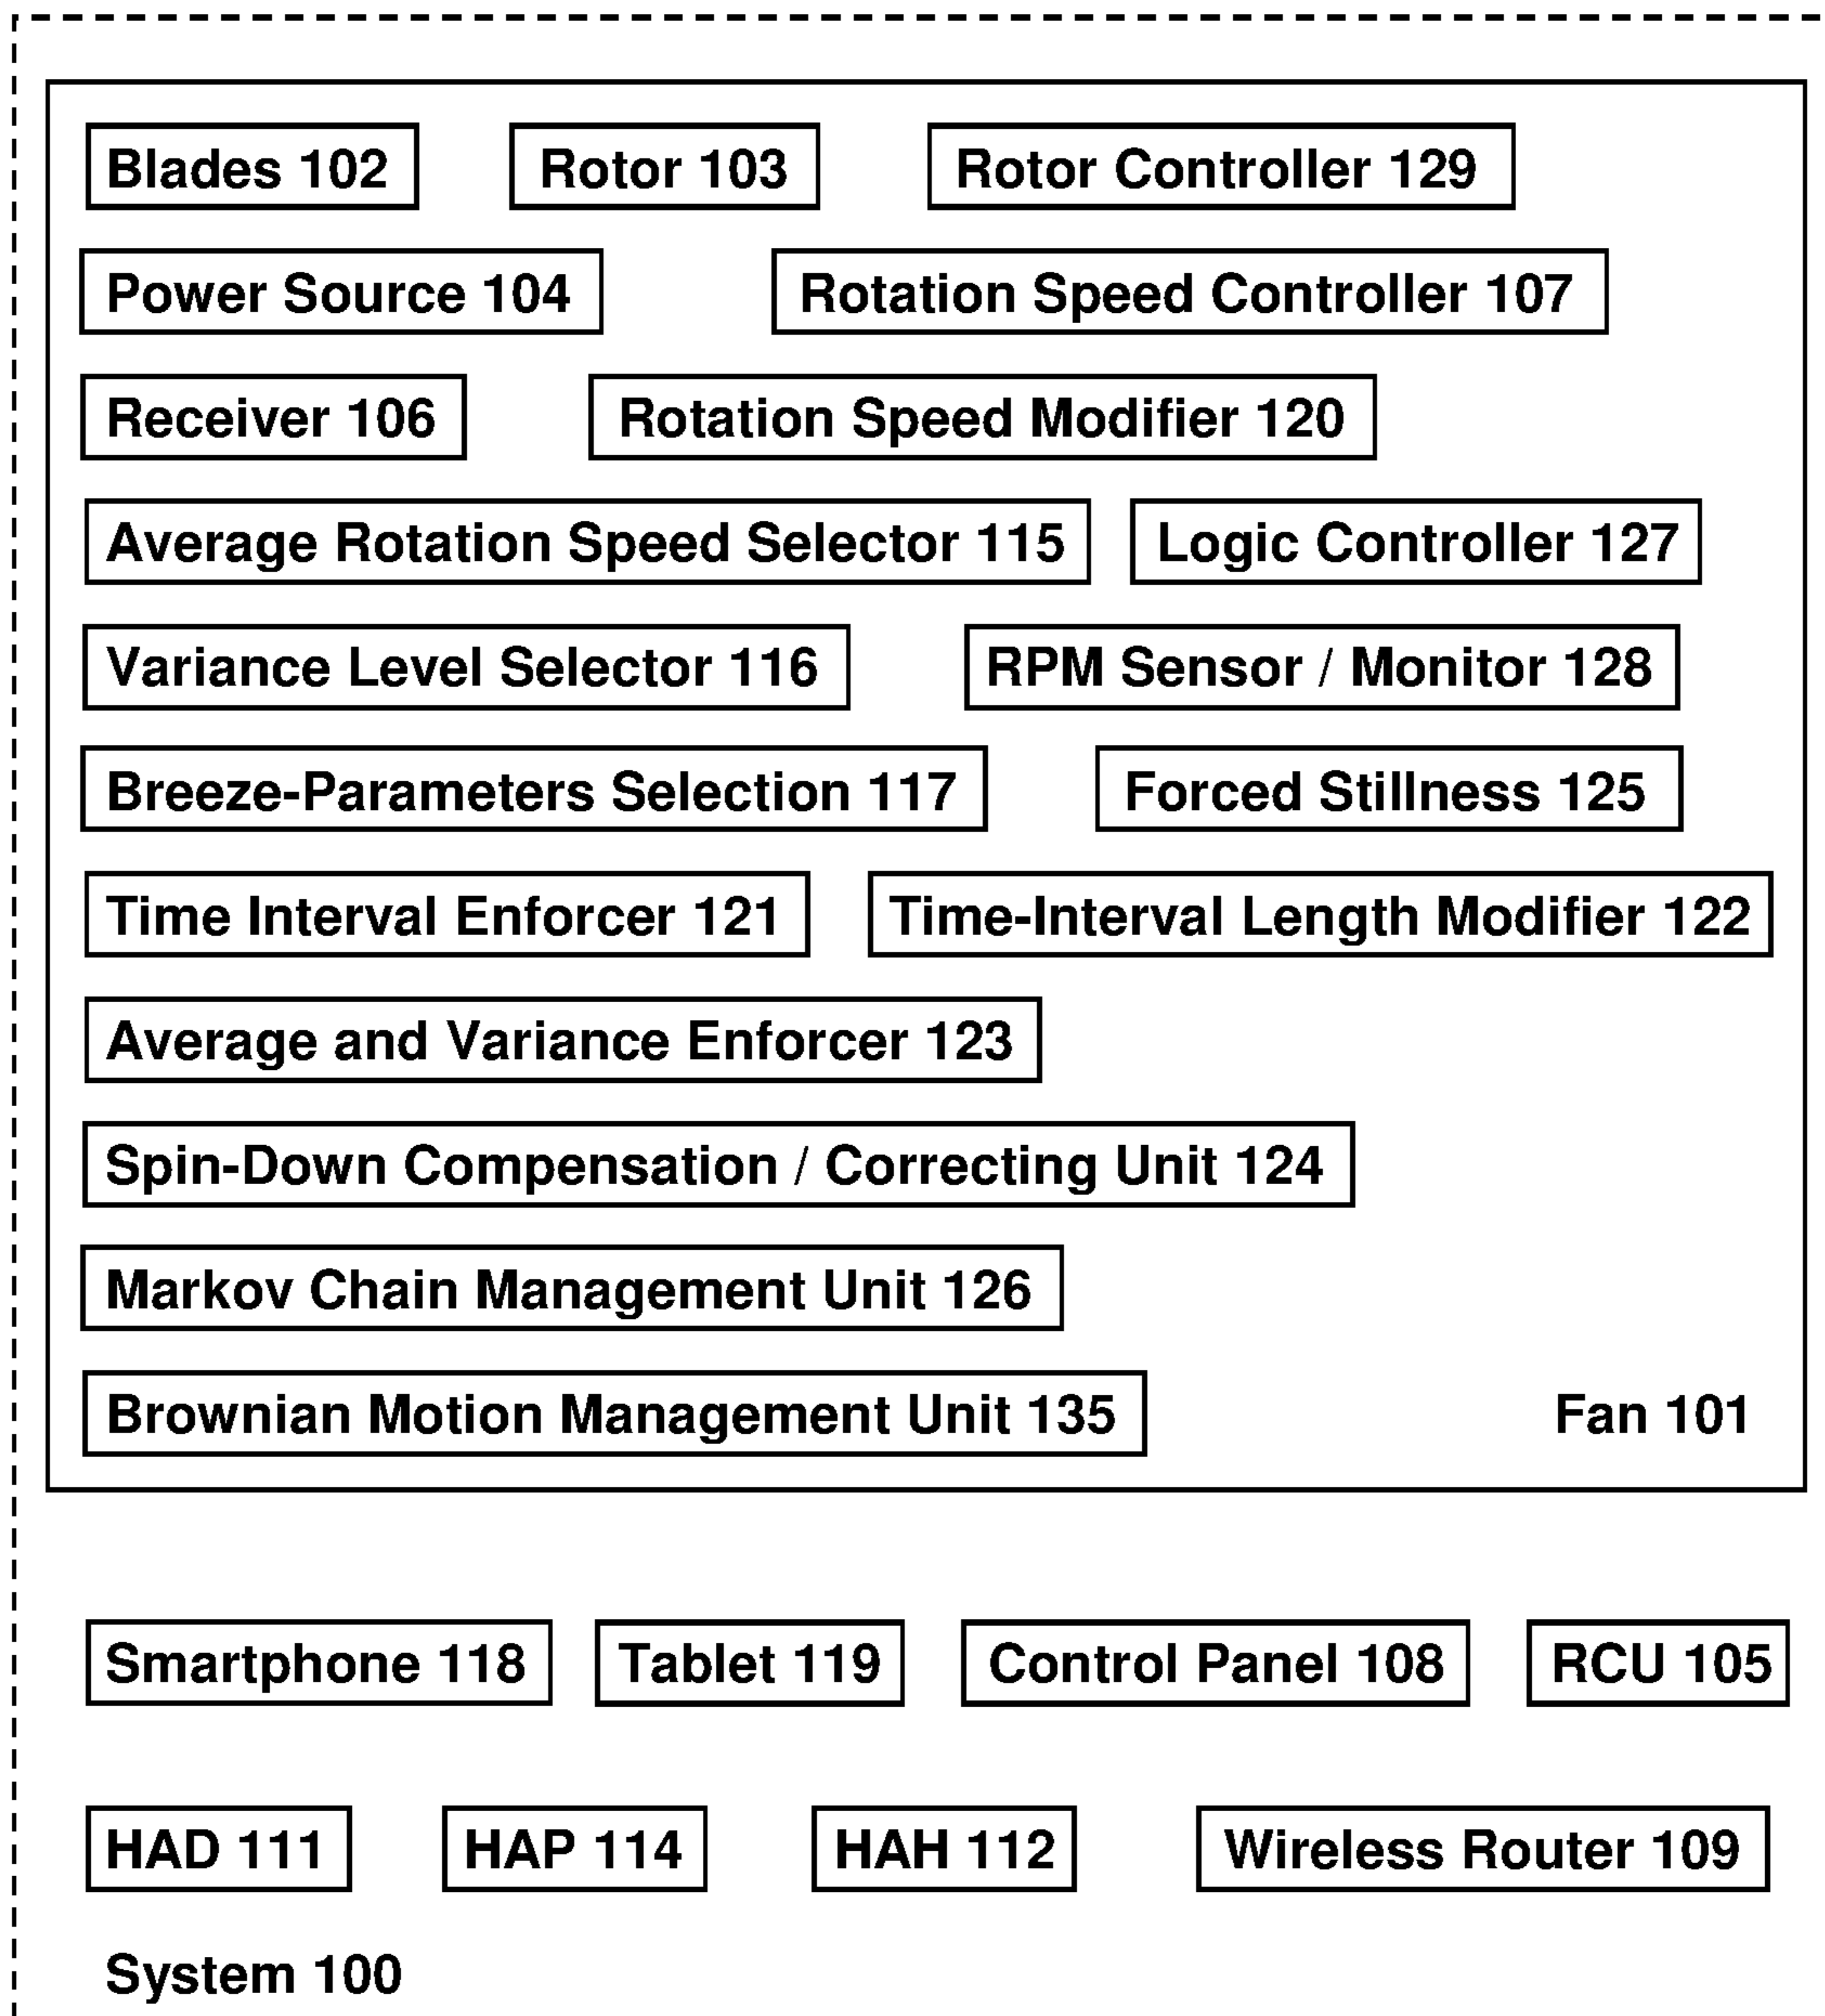 Blades 102 Rotor 103 Rotor Controller 129
Power Source 104 Rotation Speed Controller 107
Receiver 106 Rotation Speed Modifier 120
Average Rotation Speed Selector 115 Logic Controller 127
Variance Level Selector 116 RPM Sensor / Monitor 128
Breeze-Parameters Selection 117 Forced Stillness 125
Time Interval Enforcer 121 Time-Interval Length Modifier 122
Average and Variance Enforcer 123
Spin-Down Compensation / Correcting Unit 124
Markov Chain Management Unit 126
Brownian Motion Management Unit 135 Fan 101
Smartphone 118 Tablet 119 Control Panel 108 RCU 105
HAD 111 HAP 114 HAH 112 Wireless Router 109
System 100